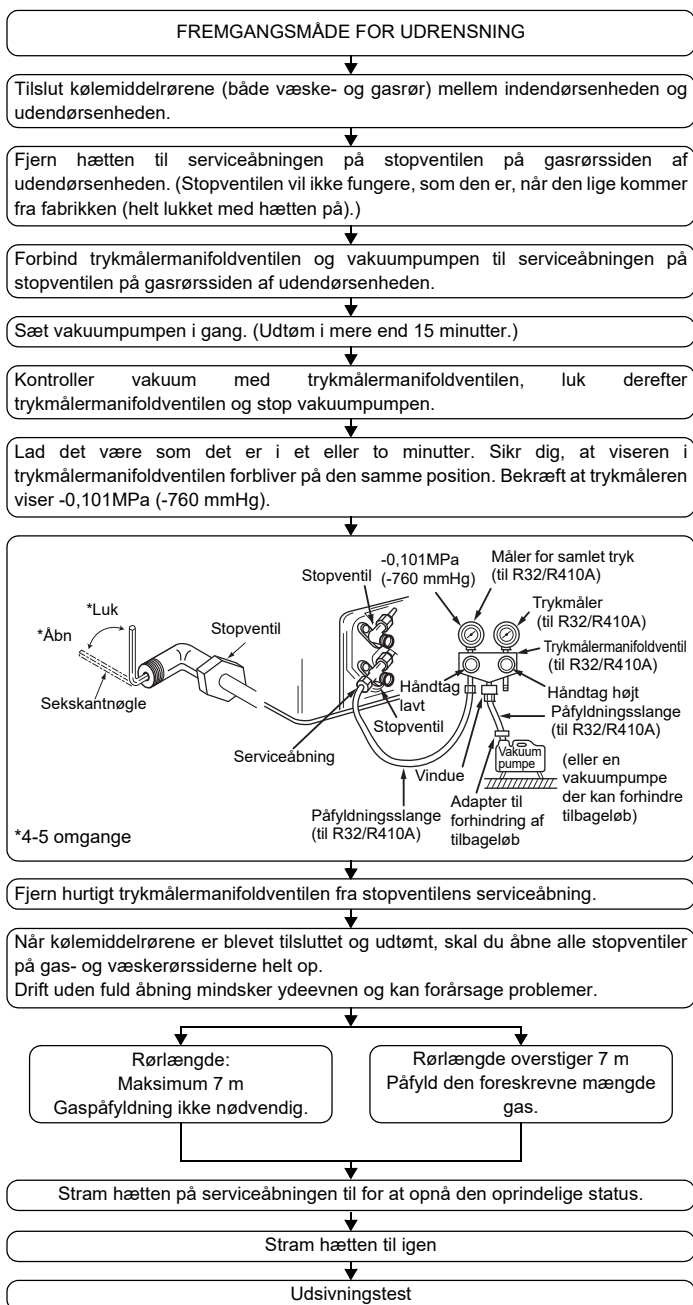 FREMGANGSMÅDE FOR UDRENSNING
Tilslut kølemiddelrørene (både væske- og gasrør) mellem indendørsenheden og
udendørsenheden.
Fjern hætten til serviceåbningen på stopventilen på gasrørssiden af
udendørsenheden. (Stopventilen vil ikke fungere, som den er, når den lige kommer
fra fabrikken (helt lukket med hætten på).)
Forbind trykmålermanifoldventilen og vakuumpumpen til serviceåbningen på
stopventilen på gasrørssiden af udendørsenheden.
Sæt vakuumpumpen i gang. (Udtøm i mere end 15 minutter.)
Kontroller vakuum med trykmålermanifoldventilen, luk derefter
trykmålermanifoldventilen og stop vakuumpumpen.
Lad det være som det er i et eller to minutter. Sikr dig, at viseren i
trykmålermanifoldventilen forbliver på den samme position. Bekræft at trykmåleren
viser -0,101MPa (-760 mmHg).
*Luk
*Åbn
Stopventil
Sekskantnøgle
Serviceåbning
Stopventil
-0,101MPa
(-760 mmHg)
Måler for samlet tryk
(til R32/R410A)
Trykmåler
(til R32/R410A)
Trykmålermanifoldventil
(til R32/R410A)
Håndtag
lavt
Håndtag højt
Stopventil
Påfyldningsslange
(til R32/R410A)
Vakuum
pumpe
Vindue
(eller en
vakuumpumpe
der kan forhindre
tilbageløb)
Adapter til
forhindring af
tilbageløb
Påfyldningsslange
(til R32/R410A)
*4-5 omgange
Fjern hurtigt trykmålermanifoldventilen fra stopventilens serviceåbning.
Når kølemiddelrørene er blevet tilsluttet og udtømt, skal du åbne alle stopventiler
på gas- og væskerørssiderne helt op.
Drift uden fuld åbning mindsker ydeevnen og kan forårsage problemer.
Rørlængde:
Maksimum 7 m
Gaspåfyldning ikke nødvendig.
Rørlængde overstiger 7 m
Påfyld den foreskrevne mængde
gas.
Stram hætten på serviceåbningen til for at opnå den oprindelige status.
Stram hætten til igen
Udsivningstest